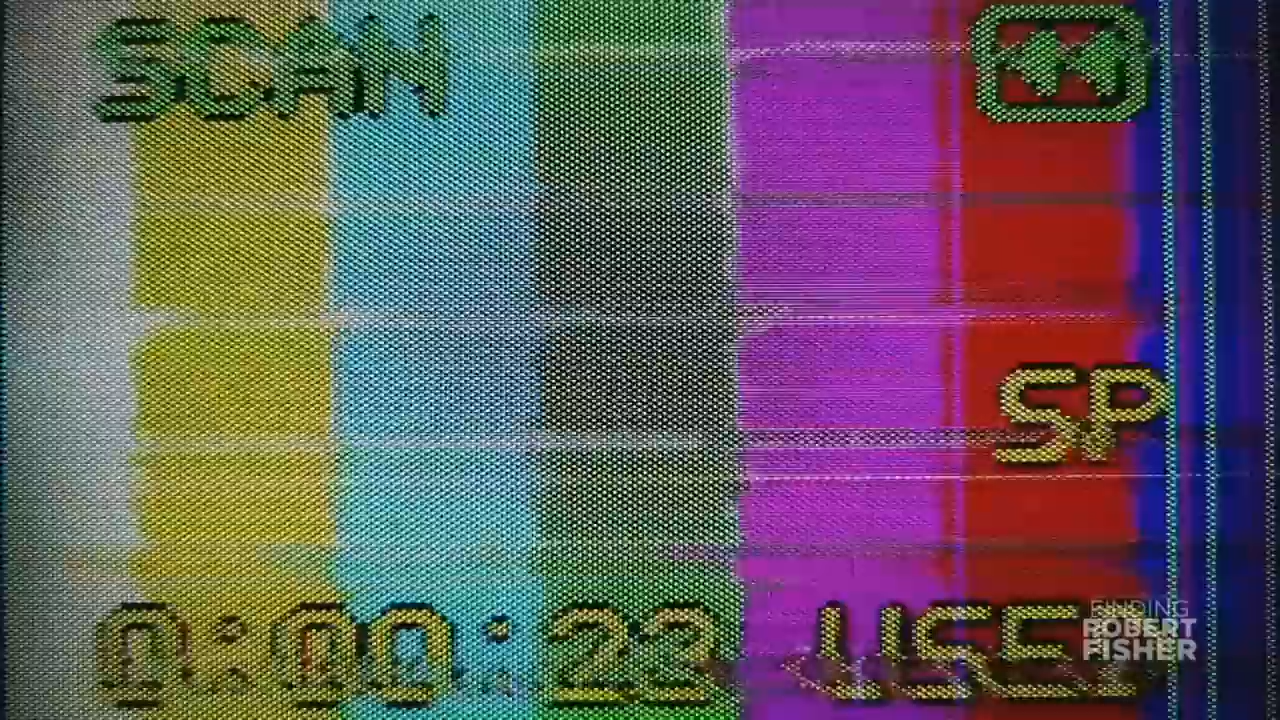 SCAN
SP
0:00:23 USED
FINDING
ROBERT
FISHER